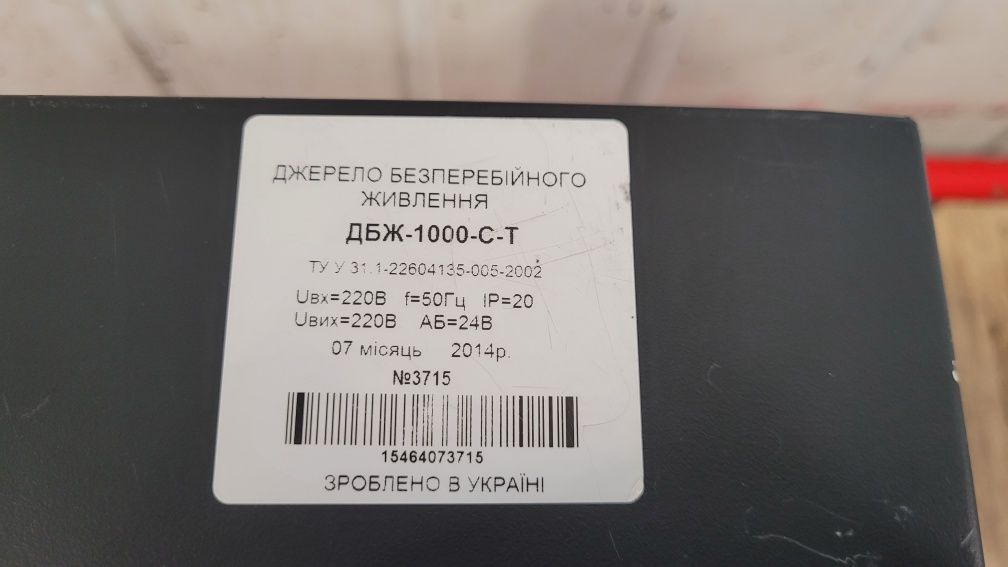 ДЖЕРЕЛО БЕЗПЕРЕБІЙНОГО
ЖИВЛЕННЯ
ДБЖ-1000-С-Т
ТУ У 31.1-22604135-005-2002
Uвх=220В f=50Гц IP=20
Uвих=220В АБ=24В
07 місяць 2014р.
№3715
15464073715
ЗРОБЛЕНО В УКРАЇНІ